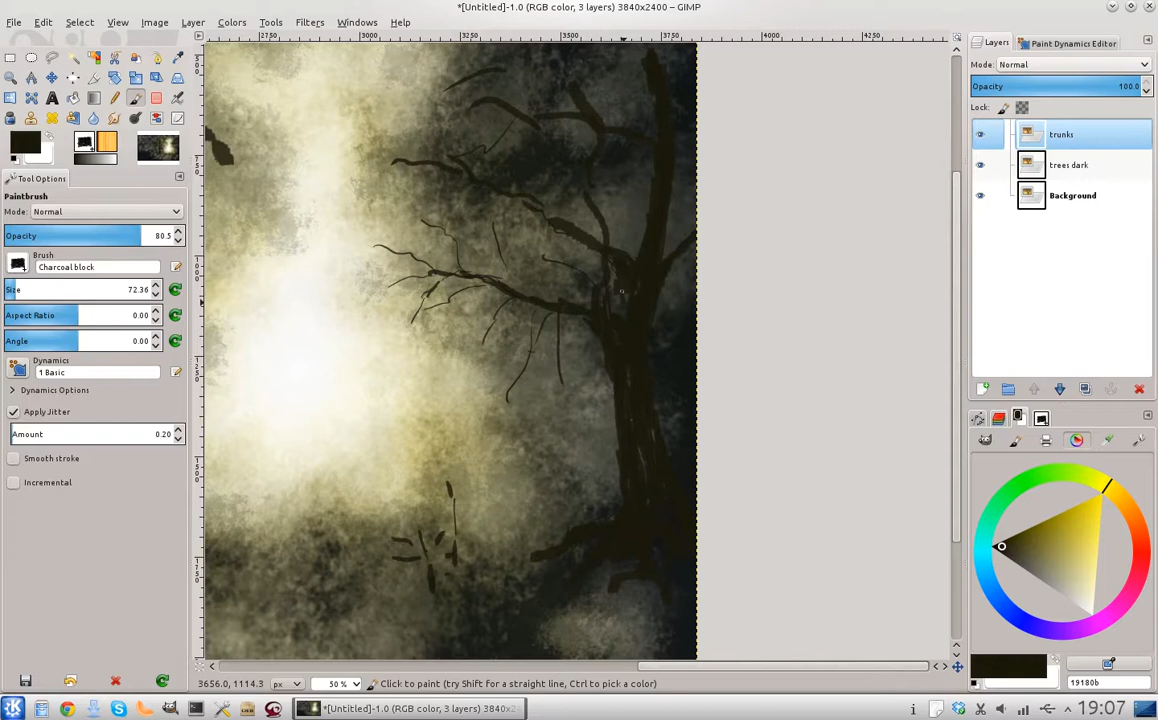 *[Untitled]-1.0 (RGB color, 3 layers) 3840x2400 – GIMP
File Edit Select View Image Layer Colors Tools Filters Windows Help
2750 3000 3250 3500 3750 4000 4250
Layers Paint Dynamics Editor
Mode: Normal
Opacity 100.0
Lock:
trunks
trees dark
Background
Tool Options
Paintbrush
Mode: Normal
Opacity 80.5
Brush
Charcoal block
Size 72.36
Aspect Ratio 0.00
Angle 0.00
Dynamics
1 Basic
Dynamics Options
Apply Jitter
Amount 0.20
Smooth stroke
Incremental
19180b
3656.0, 1114.3 px 50 % Click to paint (try Shift for a straight line, Ctrl to pick a color)
*[Untitled]-1.0 (RGB color, 3 layers) 3840x2
19:07